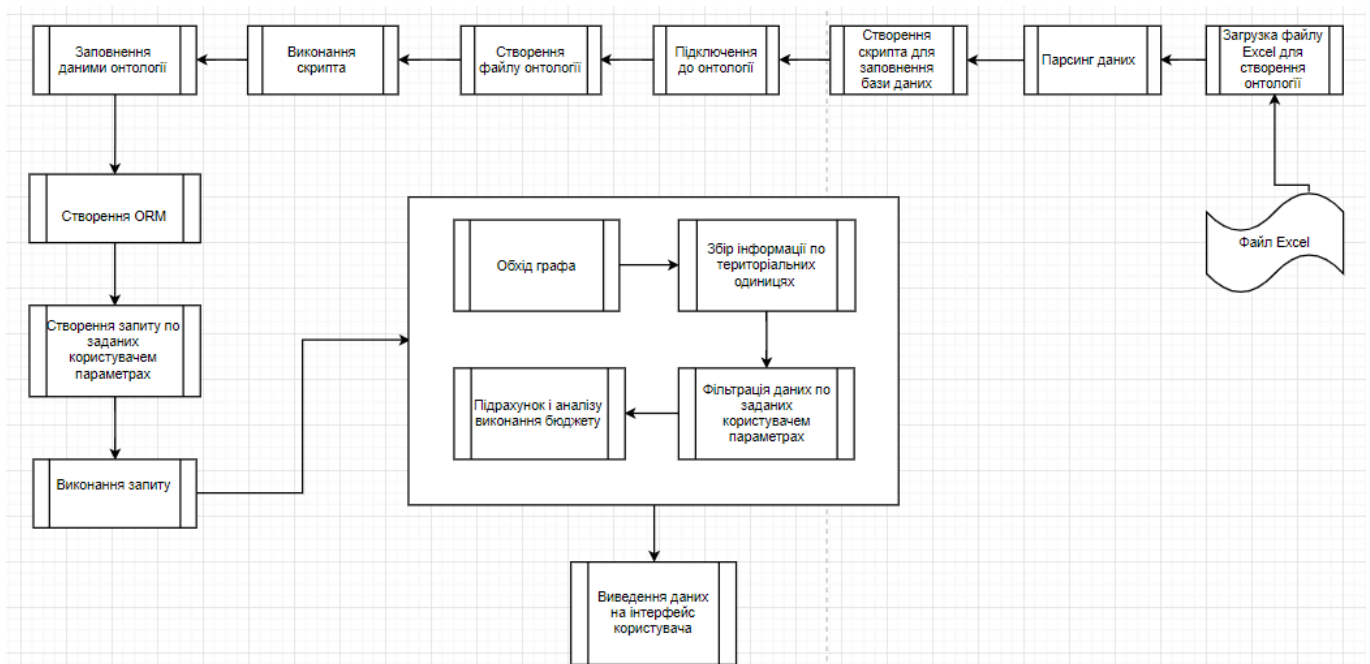 Заповнення
даними онтології
Виконання
скрипта
Створення
файлу онтології
Підключення
до онтології
Створення
скрипта для
заповнення
бази даних
Парсинг даних
Загрузка файлу
Excel для
створення
онтології
Створення ORM
Файл Excel
Обхід графа
Збір інформації по
територіальних
одиницях
Створення запиту по
заданих
користувачем
параметрах
Підрахунок і аналізу
виконання бюджету
Фільтрація даних по
заданих
користувачем
параметрах
Виконання запиту
Виведення даних
на інтерфейс
користувача